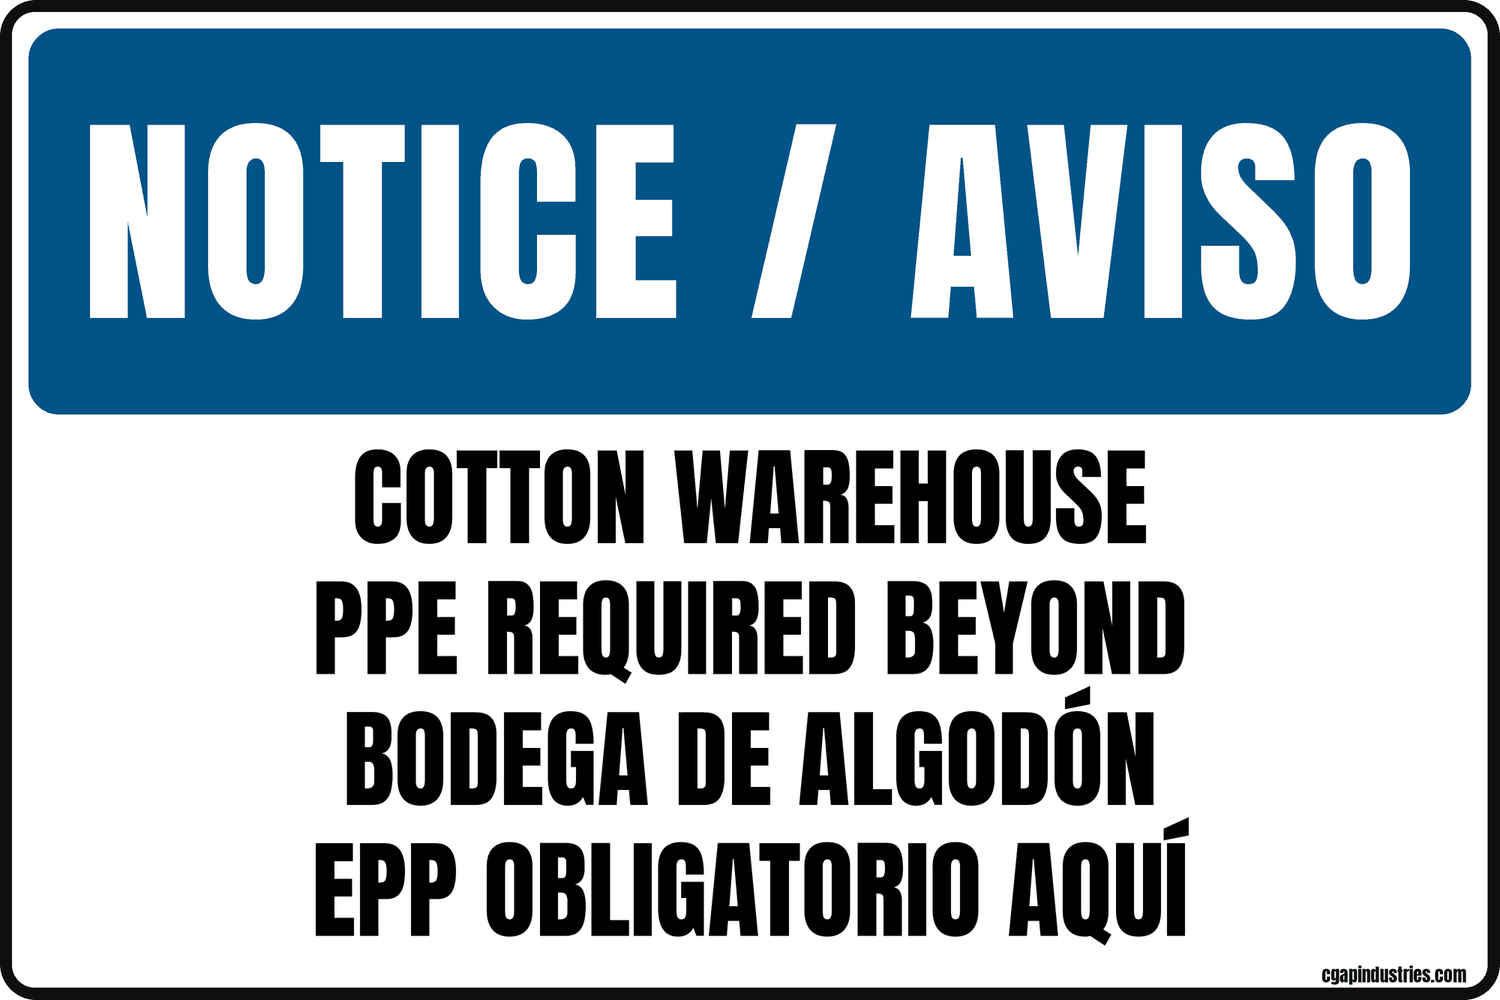 NOTICE / AVISO
COTTON WAREHOUSE
PPE REQUIRED BEYOND
BODEGA DE ALGODÓN
EPP OBLIGATORIO AQUÍ
cgapindustries.com